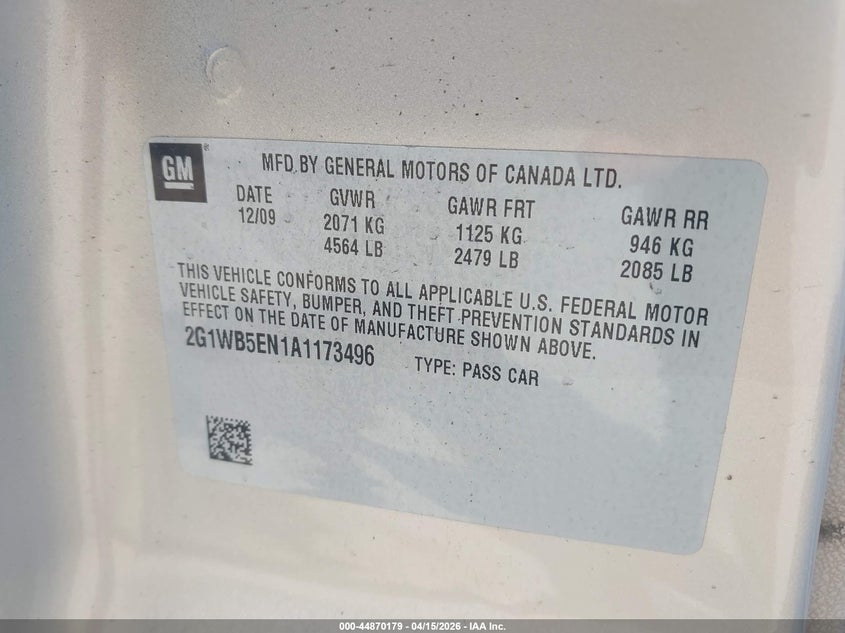 GM®
MFD BY GENERAL MOTORS OF CANADA LTD.
DATE GVWR GAWR FRT GAWR RR
12/09 2071 KG 1125 KG 946 KG
4564 LB 2479 LB 2085 LB
THIS VEHICLE CONFORMS TO ALL APPLICABLE U.S. FEDERAL MOTOR
VEHICLE SAFETY, BUMPER, AND THEFT PREVENTION STANDARDS IN
EFFECT ON THE DATE OF MANUFACTURE SHOWN ABOVE.
2G1WB5EN1A1173496 TYPE: PASS CAR
000-44870179 - 04/15/2026 - IAA Inc.